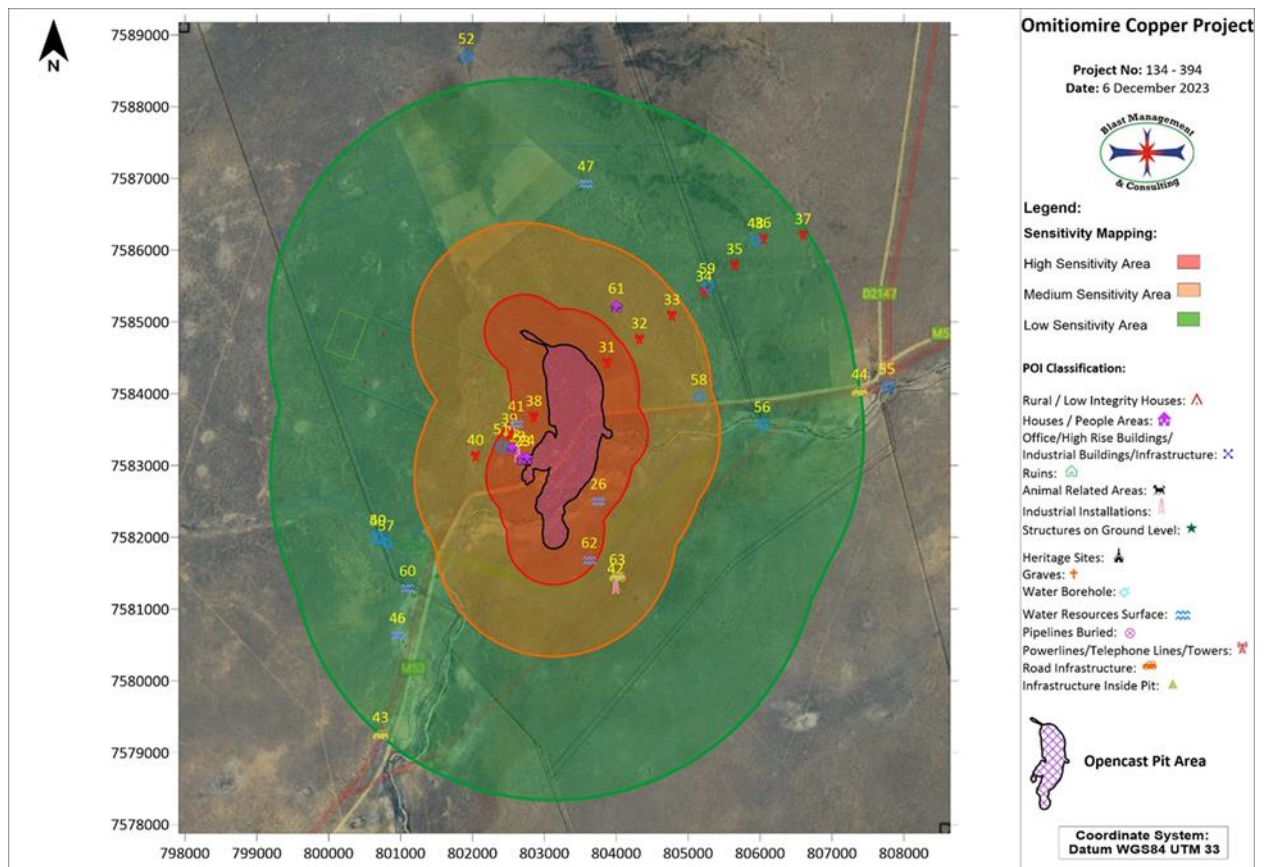 N
7589000
7588000
7587000
7586000
7585000
7584000
7583000
7582000
7581000
7580000
7579000
7578000
798000 799000 800000 801000 802000 803000 804000 805000 806000 807000 808000
52
47
37
36
35
59
34
33
61
32
31
D2147
58
44
55
56
41
38
39
40
26
57
60
62
63
42
46
M53
43
Omitiomire Copper Project
Project No: 134 - 394
Date: 6 December 2023
Blast Management
& Consulting
Legend:
Sensitivity Mapping:
High Sensitivity Area
Medium Sensitivity Area
Low Sensitivity Area
POI Classification:
Rural / Low Integrity Houses:
Houses / People Areas:
Office/High Rise Buildings/
Industrial Buildings/Infrastructure:
Ruins:
Animal Related Areas:
Industrial Installations:
Structures on Ground Level:
Heritage Sites:
Graves:
Water Borehole:
Water Resources Surface:
Pipelines Buried:
Powerlines/Telephone Lines/Towers:
Road Infrastructure:
Infrastructure Inside Pit:
Opencast Pit Area
Coordinate System:
Datum WGS84 UTM 33